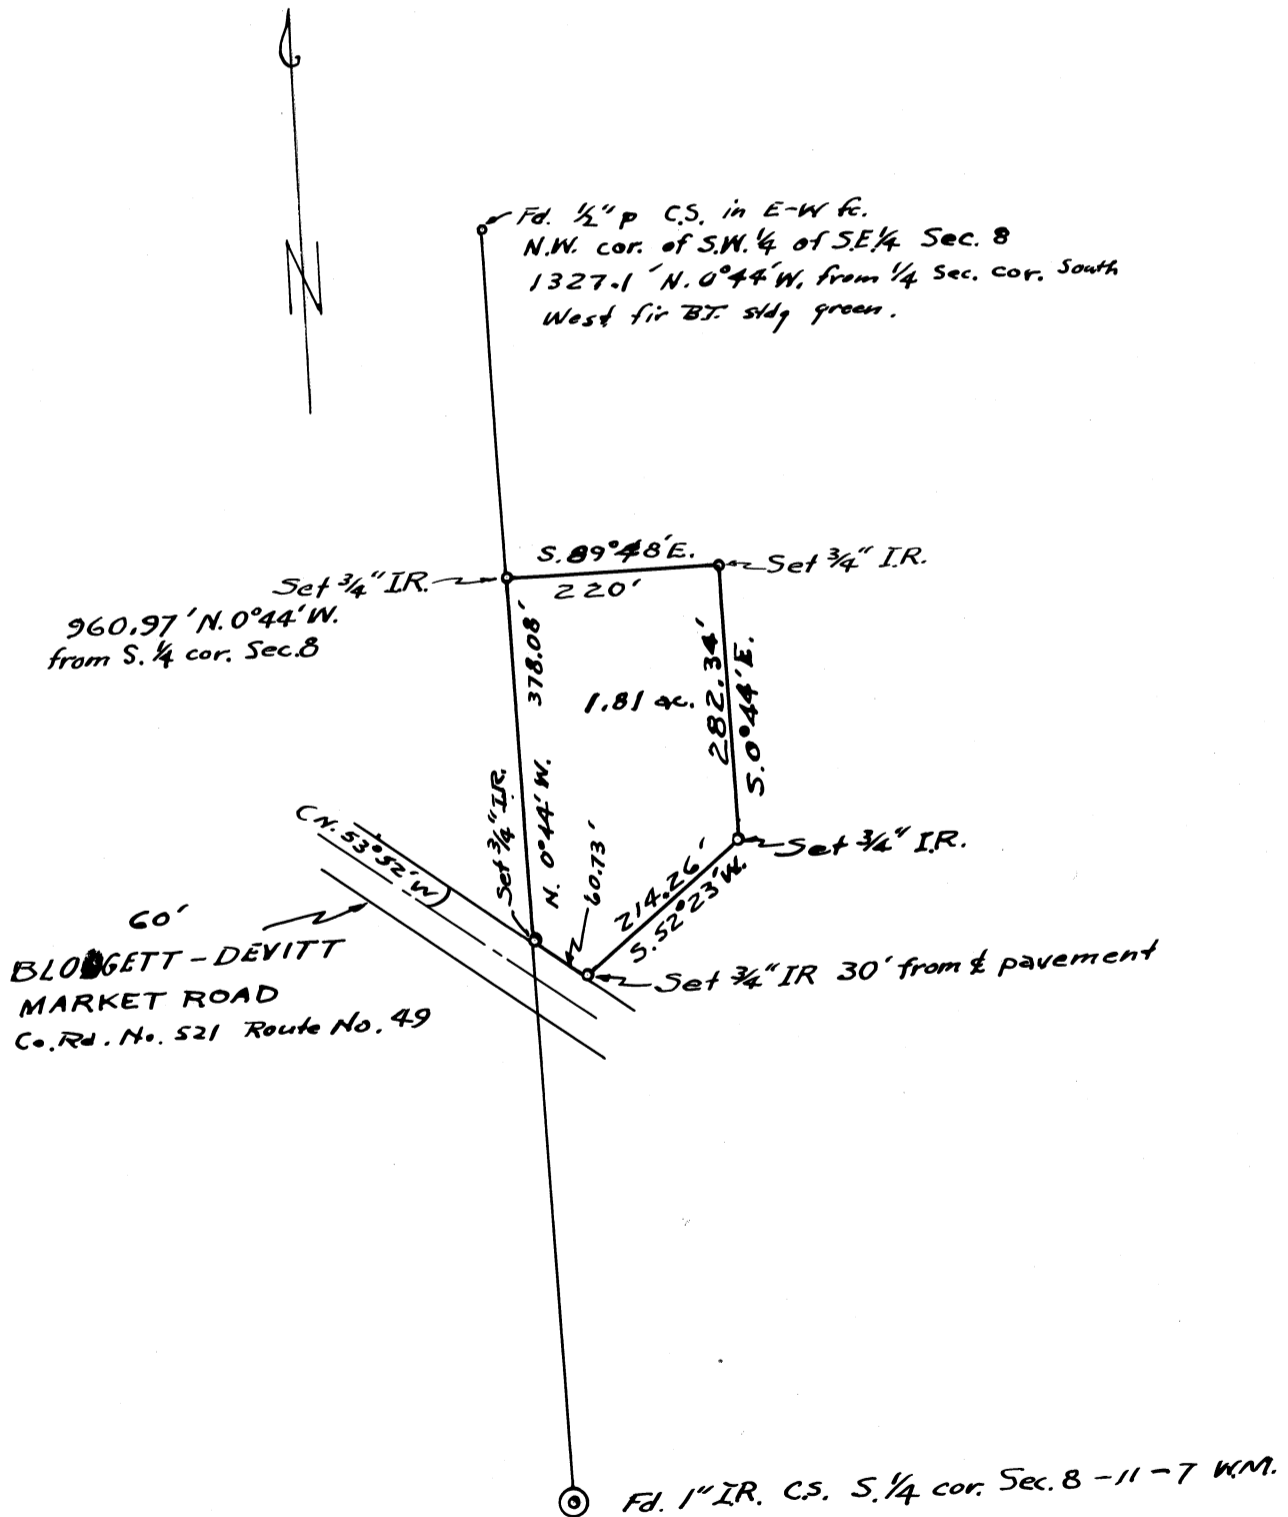 N
Fd. ½" p C.S. in E-W fc.
N.W. cor. of S.W.¼ of S.E.¼ Sec. 8
1327.1' N. 0°44' W. from ¼ Sec. cor. South
West fir B.T. sldg green.
S. 89°48' E.
220'
Set ¾" I.R.
Set ¾" I.R.
960.97' N. 0°44' W.
from S. ¼ cor. Sec. 8
378.08'
N. 0°44' W.
1.81 ac.
282.34'
S. 0°44' E.
Set ¾" I.R.
Set ¾" I.R.
60.73'
214.26'
S. 52°23' W.
N. 53°52' W
60'
BLODGETT - DEVITT
MARKET ROAD
Co. Rd. No. 521 Route No. 49
Set ¾" IR 30' from ℄ pavement
Fd. 1" I.R. C.S. S. ¼ cor. Sec. 8 - 11 - 7 W.M.